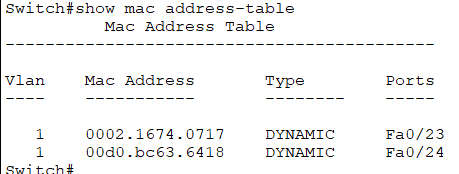 Switch#show mac address-table
          Mac Address Table
-------------------------------------------

Vlan    Mac Address       Type        Ports
----    -----------       --------    -----

   1    0002.1674.0717    DYNAMIC     Fa0/23
   1    00d0.bc63.6418    DYNAMIC     Fa0/24
Switch#